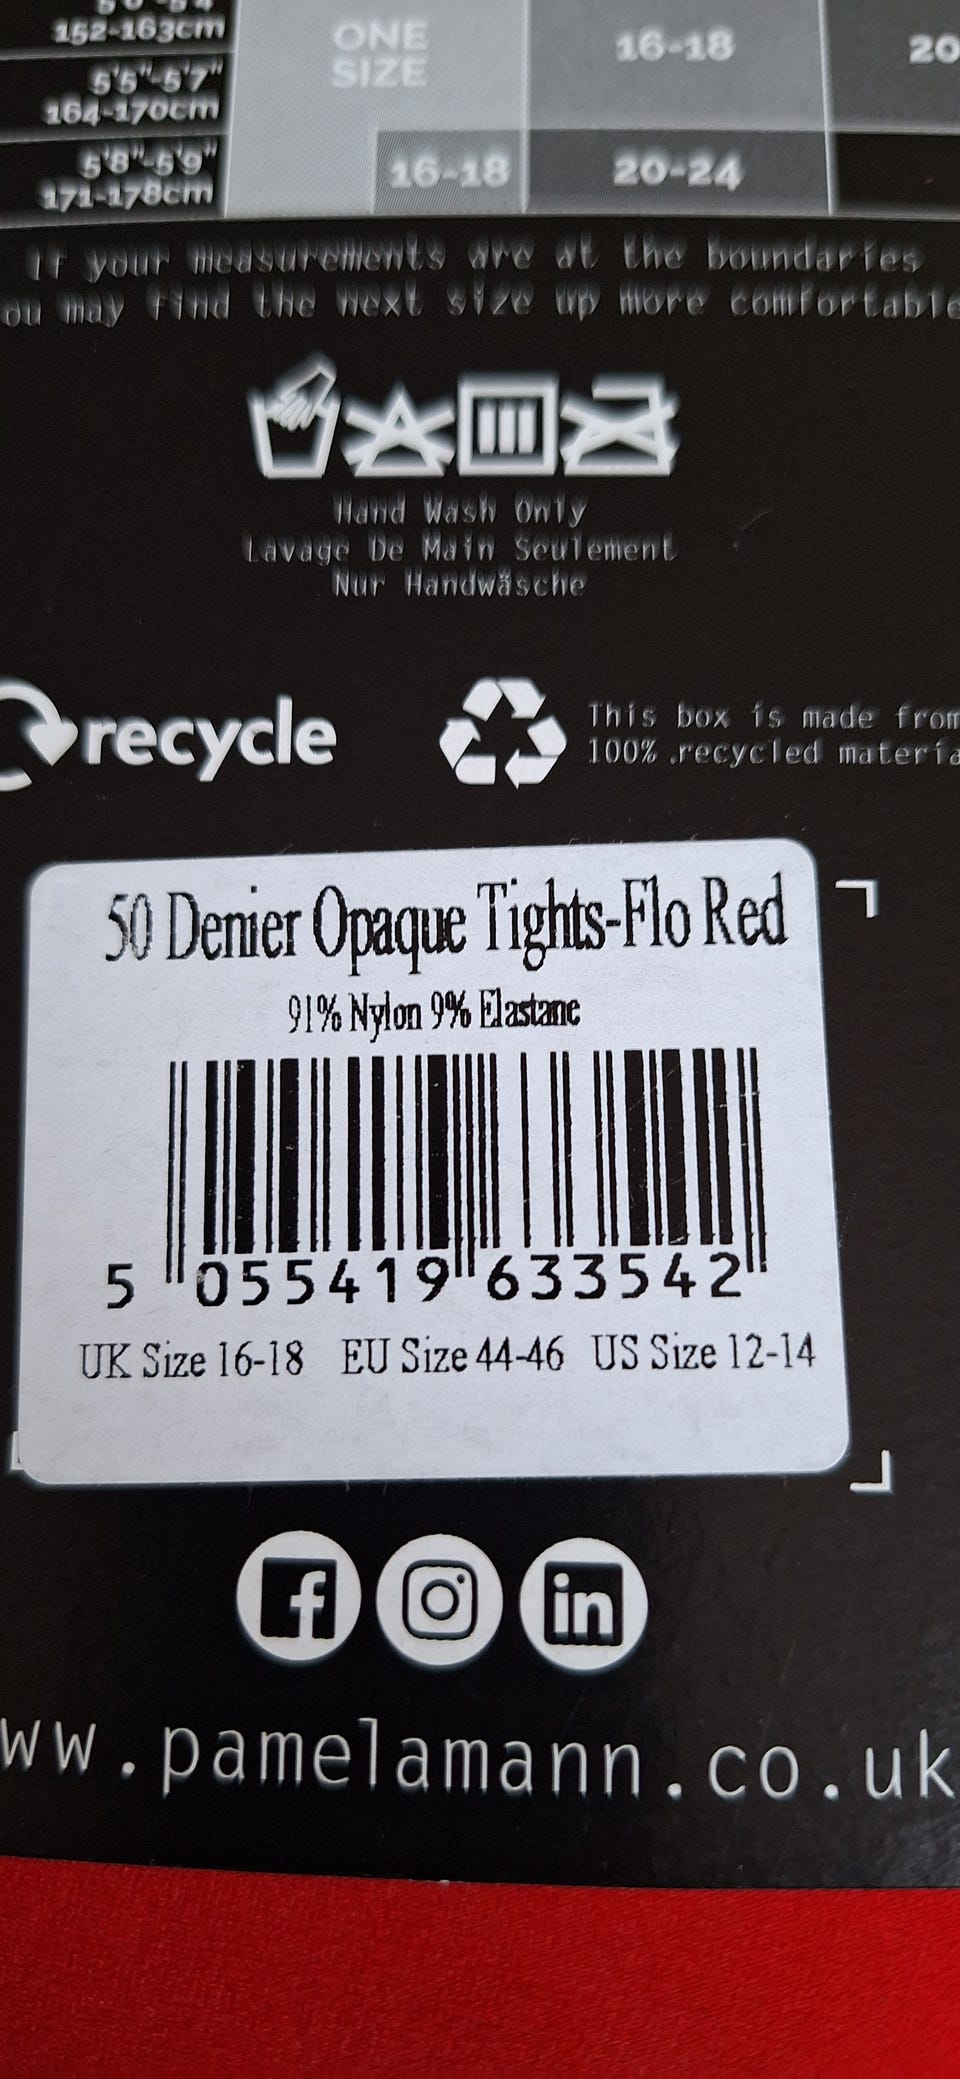 152-163cm
ONE
SIZE
16-18
20
5'5"-5'7"
164-170cm
5'8"-5'9"
171-178cm
16-18
20-24
If your measurements are at the boundaries
ou may find the next size up more comfortable
Hand Wash Only
Lavage De Main Seulement
Nur Handwäsche
recycle
This box is made from
100% recycled materia
50 Denier Opaque Tights-Flo Red
91% Nylon 9% Elastane
5 055419 633542
UK Size 16-18 EU Size 44-46 US Size 12-14
f
in
ww.pamelamann.co.uk